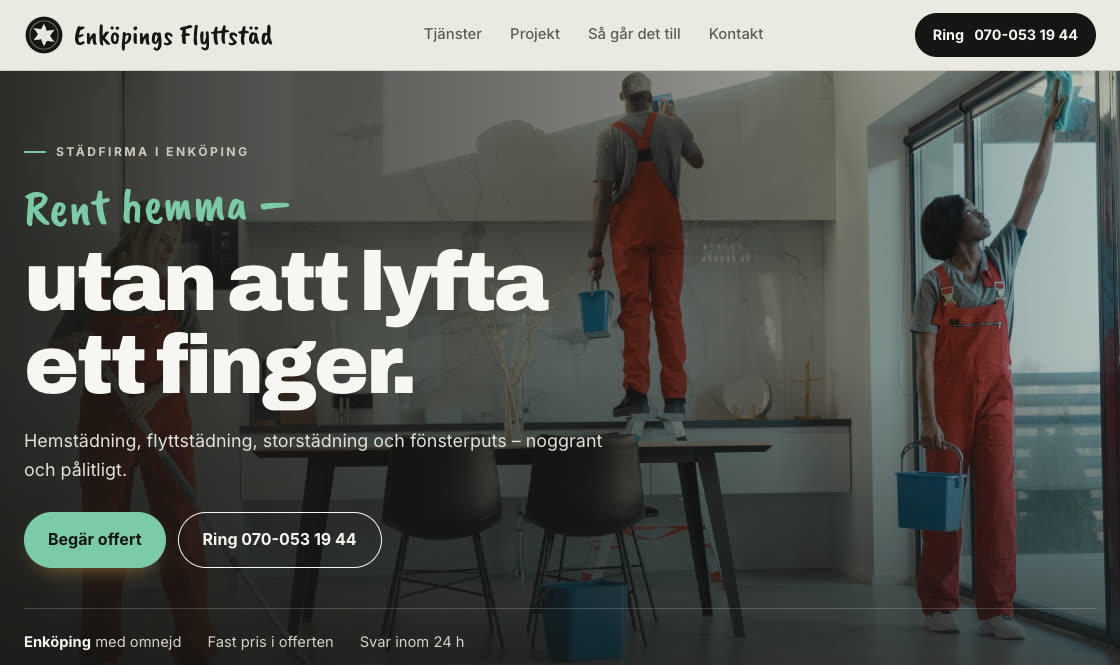 Enköpings Flyttstäd
Tjänster
Projekt
Så går det till
Kontakt
Ring 070-053 19 44
STÄDFIRMA I ENKÖPING
Rent hemma –
utan att lyfta
ett finger.
Hemstädning, flyttstädning, storstädning och fönsterputs – noggrant
och pålitligt.
Begär offert
Ring 070-053 19 44
Enköping med omnejd
Fast pris i offerten
Svar inom 24 h